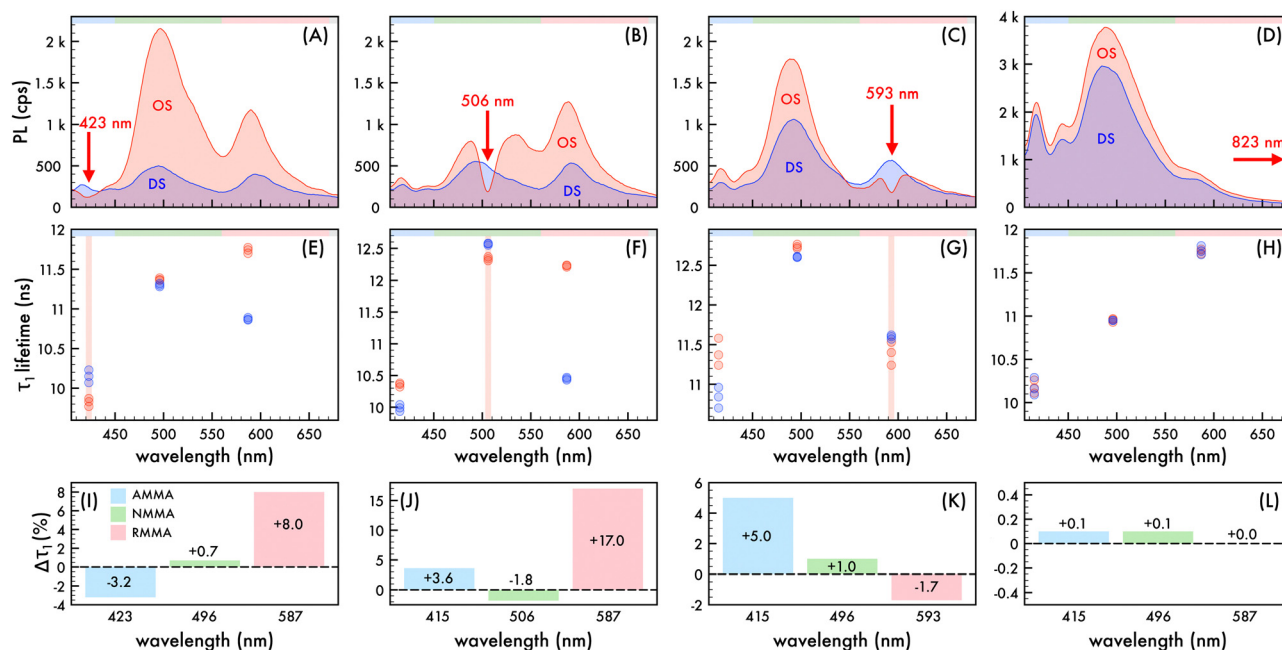 (A)
(B)
(C)
(D)
PL (cps)
2 k
1.5 k
1 k
500
0
423 nm
OS
DS
2 k
1.5 k
1 k
500
0
506 nm
OS
DS
2 k
1.5 k
1 k
500
0
593 nm
OS
DS
4 k
3 k
2 k
1 k
0
823 nm
OS
DS
(E)
(F)
(G)
(H)
τ1 lifetime (ns)
12
11.5
11
10.5
10
450 500 550 600 650
wavelength (nm)
12.5
12
11.5
11
10.5
10
450 500 550 600 650
wavelength (nm)
12.5
12
11.5
11
450 500 550 600 650
wavelength (nm)
12
11.5
11
10.5
10
450 500 550 600 650
wavelength (nm)
(I)
(J)
(K)
(L)
Δτ1(%)
8
6
4
2
0
-2
-4
AMMA
NMMA
RMMA
-3.2
+0.7
+8.0
423 496 587
wavelength (nm)
15
10
5
0
+3.6
-1.8
+17.0
415 506 587
wavelength (nm)
6
4
2
0
-2
+5.0
+1.0
-1.7
415 496 593
wavelength (nm)
0.4
0.2
0
-0.2
-0.4
+0.1
+0.1
+0.0
415 496 587
wavelength (nm)